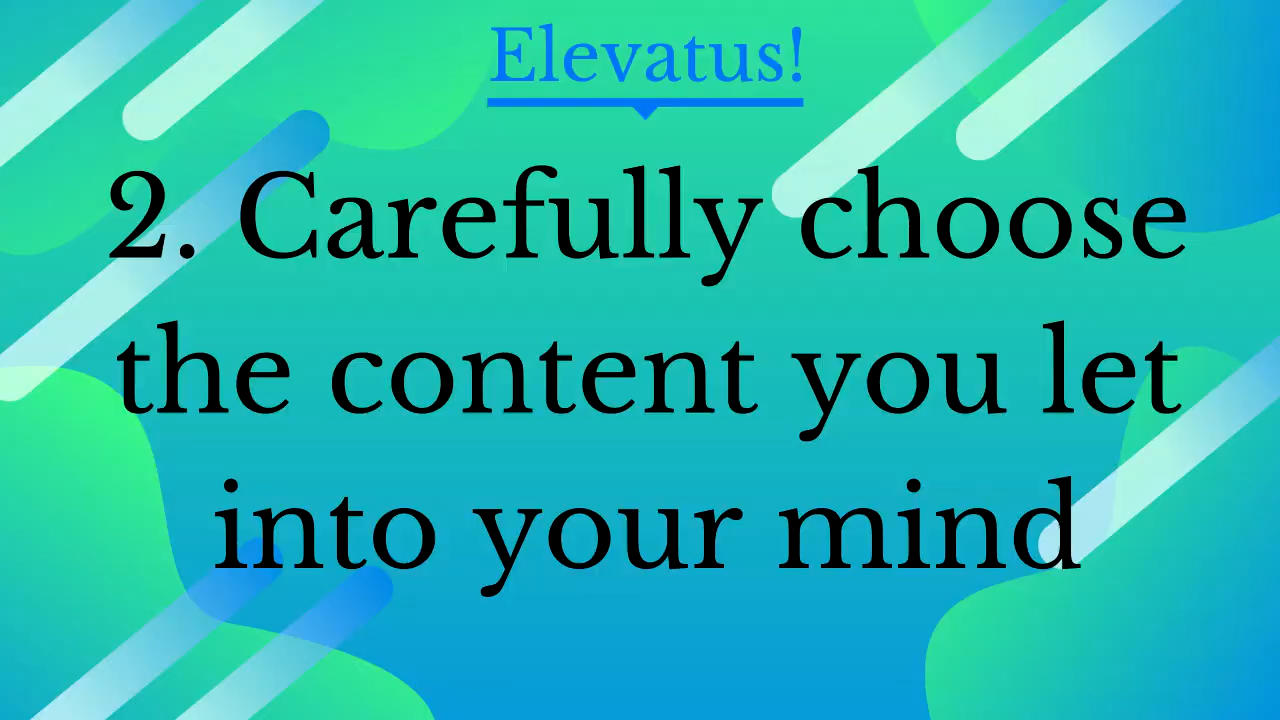 Elevatus!
2. Carefully choose
the content you let
into your mind